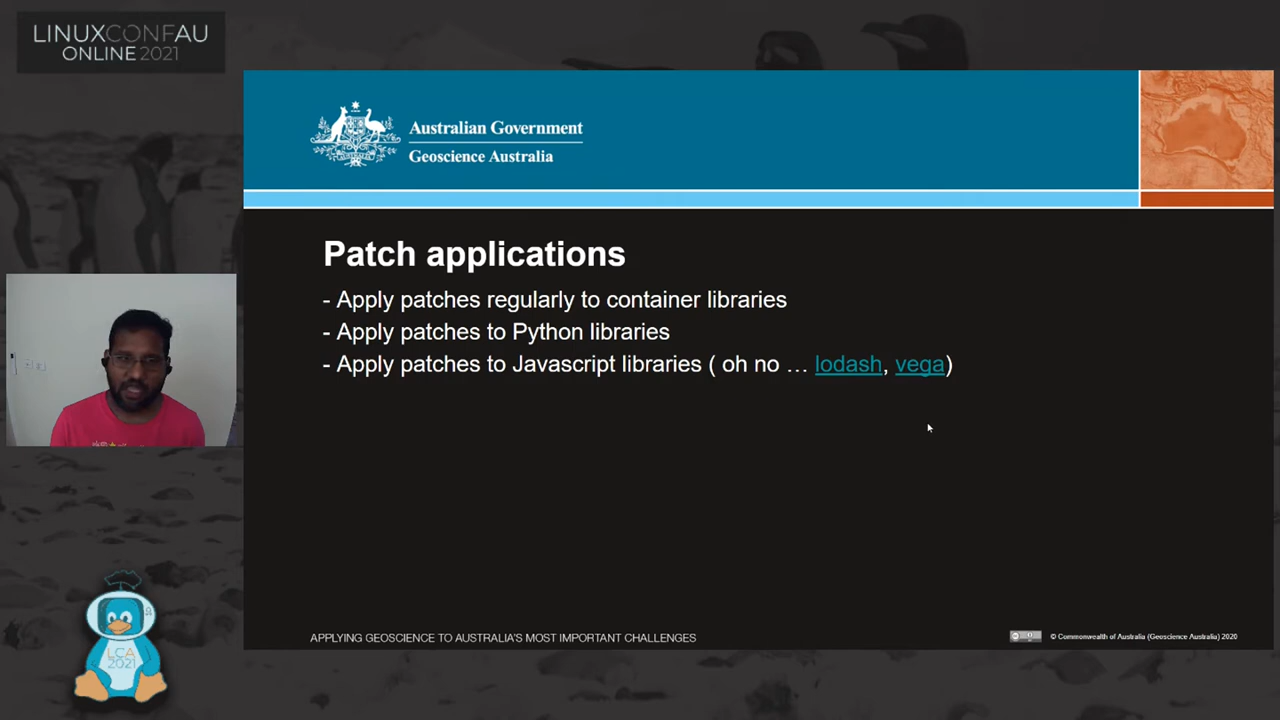 LINUXCONFAU
ONLINE 2021
Australian Government
Geoscience Australia
Patch applications
- Apply patches regularly to container libraries
- Apply patches to Python libraries
- Apply patches to Javascript libraries ( oh no … lodash, vega)
LCA
2021
APPLYING GEOSCIENCE TO AUSTRALIA'S MOST IMPORTANT CHALLENGES
© Commonwealth of Australia (Geoscience Australia) 2020